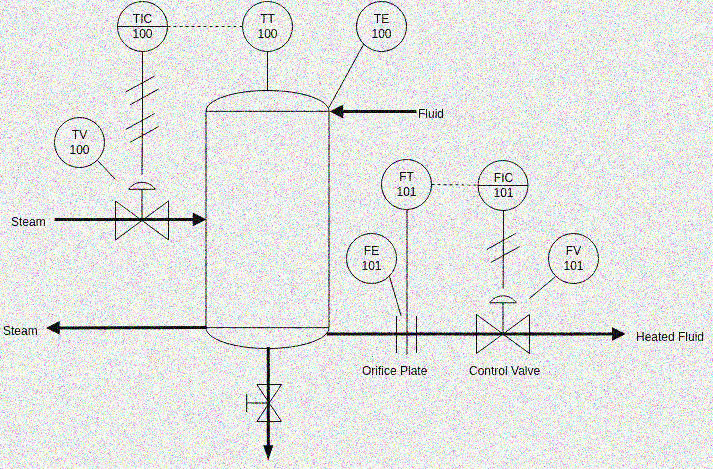 TIC
100
TT
100
TE
100
Fluid
TV
100
FT
101
FIC
101
Steam
FE
101
FV
101
Steam
Heated Fluid
Orifice Plate
Control Valve